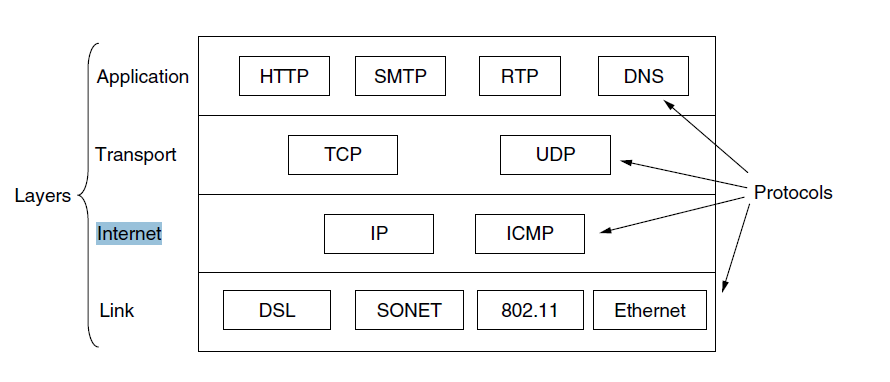 Application HTTP SMTP RTP DNS
Transport TCP UDP
Layers Protocols
Internet IP ICMP
Link DSL SONET 802.11 Ethernet